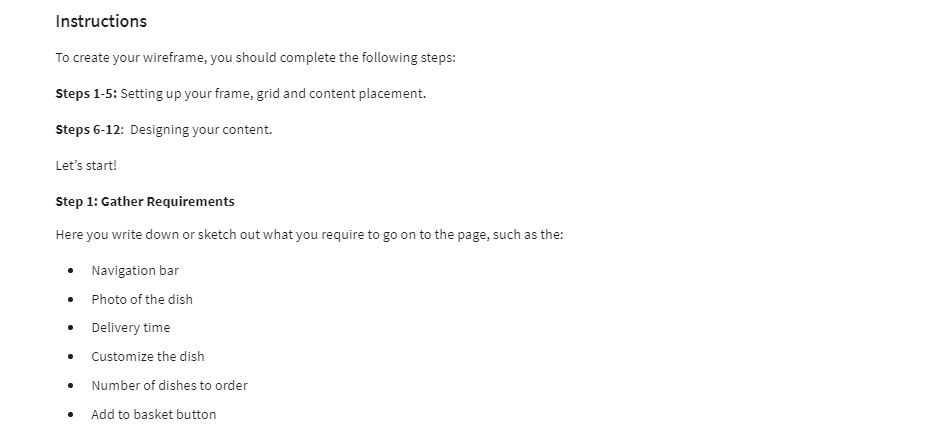 Instructions
To create your wireframe, you should complete the following steps:
Steps 1-5: Setting up your frame, grid and content placement.
Steps 6-12:  Designing your content.
Let’s start!
Step 1: Gather Requirements
Here you write down or sketch out what you require to go on to the page, such as the:
• Navigation bar
• Photo of the dish
• Delivery time
• Customize the dish
• Number of dishes to order
• Add to basket button